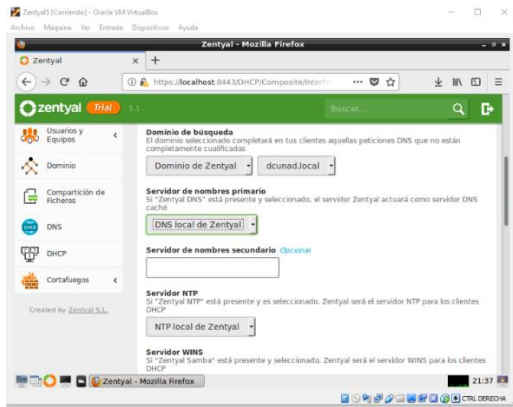 Zentyal5 [Corriendo] - Oracle VM VirtualBox
Archivo Máquina Ver Entrada Dispositivos Ayuda
Zentyal - Mozilla Firefox
Zentyal
https://localhost:8443/DHCP/Composite/Interf
zentyal Trial 5.1
Buscar...
Usuarios y Equipos
Dominio
Compartición de Ficheros
DNS
DHCP
Cortafuegos
Created by Zentyal S.L.
Dominio de búsqueda
El dominio seleccionado completará en tus clientes aquellas peticiones DNS que no están
completamente cualificadas
Dominio de Zentyal dcunad.local
Servidor de nombres primario
Si "Zentyal DNS" está presente y seleccionado, el servidor Zentyal actuará como servidor DNS
caché
DNS local de Zentyal
Servidor de nombres secundario Opcional
Servidor NTP
Si "Zentyal NTP" está presente y es seleccionado, Zentyal será el servidor NTP para los clientes
DHCP
NTP local de Zentyal
Servidor WINS
Si "Zentyal Samba" está presente y seleccionado, Zentyal será el servidor WINS para los clientes
DHCP
Zentyal - Mozilla Firefox
21:37
CTRL DERECHA